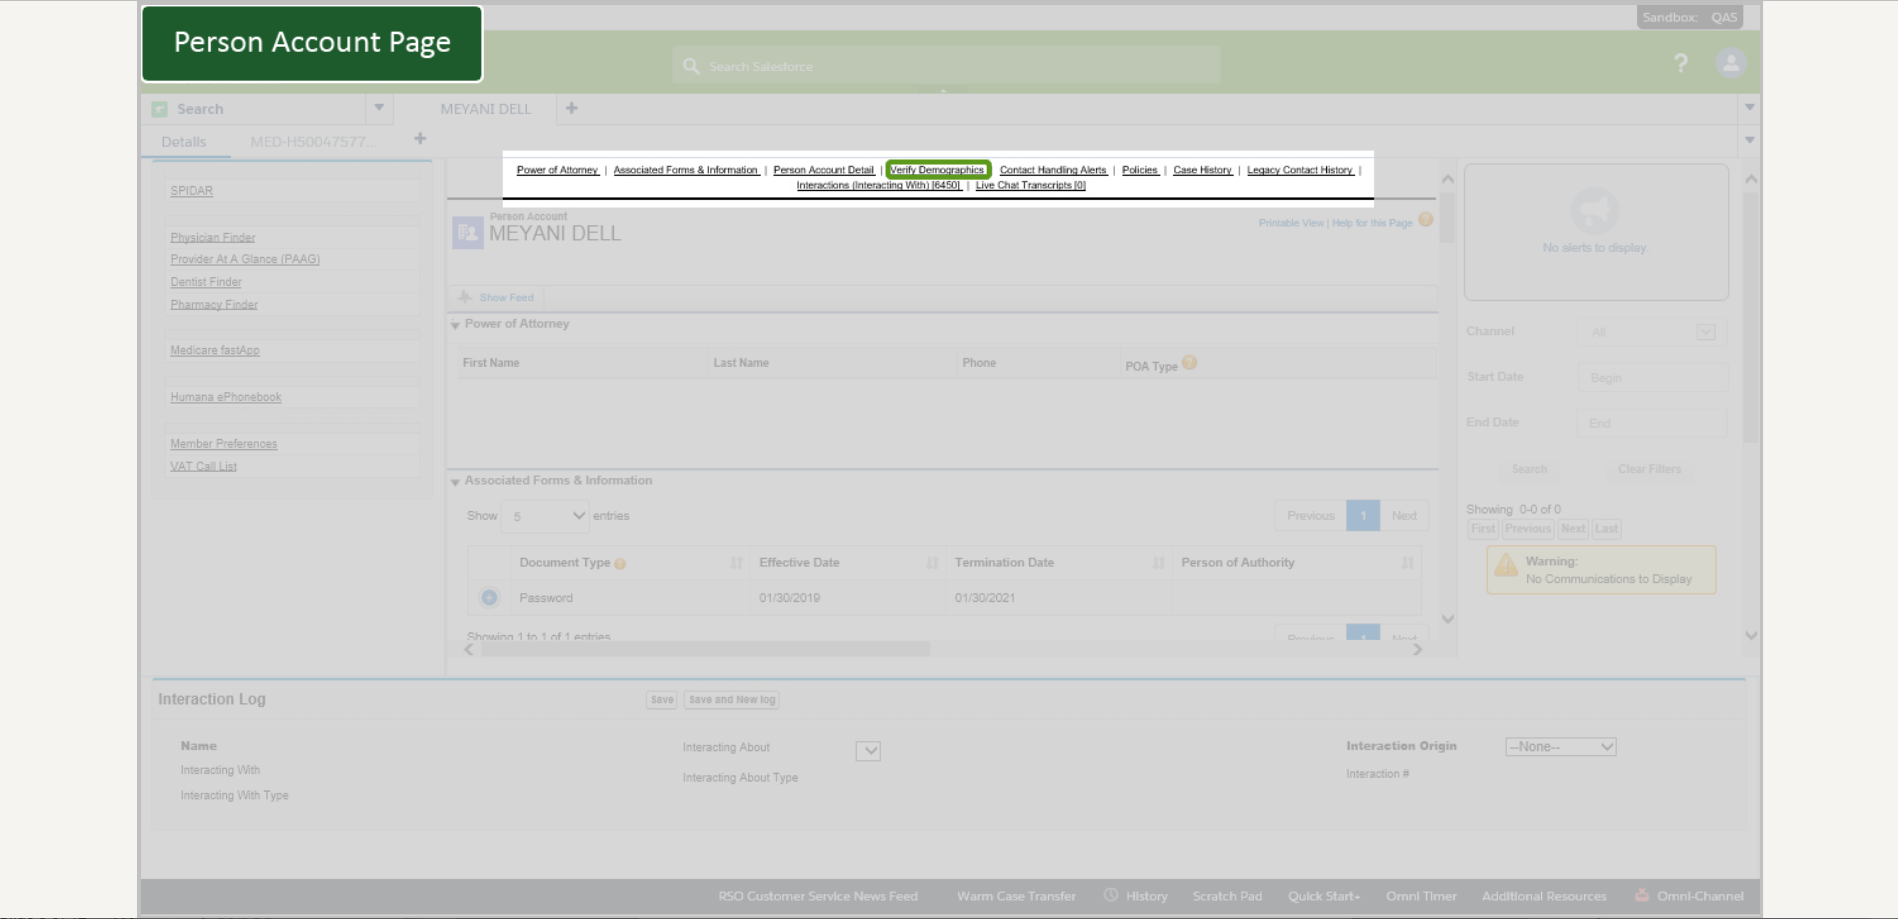 Person Account Page
Sandbox: QAS
Search Salesforce
?
Search
MEYANI DELL
Details
MED-H50047577...
Power of Attorney | Associated Forms & Information | Person Account Detail | Verify Demographics | Contact Handling Alerts | Policies | Case History | Legacy Contact History |
Interactions (Interacting With) [6450] | Live Chat Transcripts [0]
SPIDAR
Physician Finder
Provider At A Glance (PAAG)
Dentist Finder
Pharmacy Finder
Medicare fastApp
Humana ePhonebook
Member Preferences
VAT Call List
Person Account
MEYANI DELL
Printable View | Help for this Page ?
Show Feed
Power of Attorney
First Name Last Name Phone POA Type ?
Associated Forms & Information
Show 5 entries
Previous 1 Next
Document Type ? Effective Date Termination Date Person of Authority
Password 01/30/2019 01/30/2021
Showing 1 to 1 of 1 entries
Previous 1 Next
No alerts to display
Channel All
Start Date Begin
End Date End
Search Clear Filters
Showing 0-0 of 0
First Previous Next Last
Warning:
No Communications to Display
Interaction Log
Save Save and New log
Name
Interacting With
Interacting With Type
Interacting About
Interacting About Type
Interaction Origin --None--
Interaction #
RSO Customer Service News Feed Warm Case Transfer History Scratch Pad Quick Start+ Omni Timer Additional Resources Omni-Channel